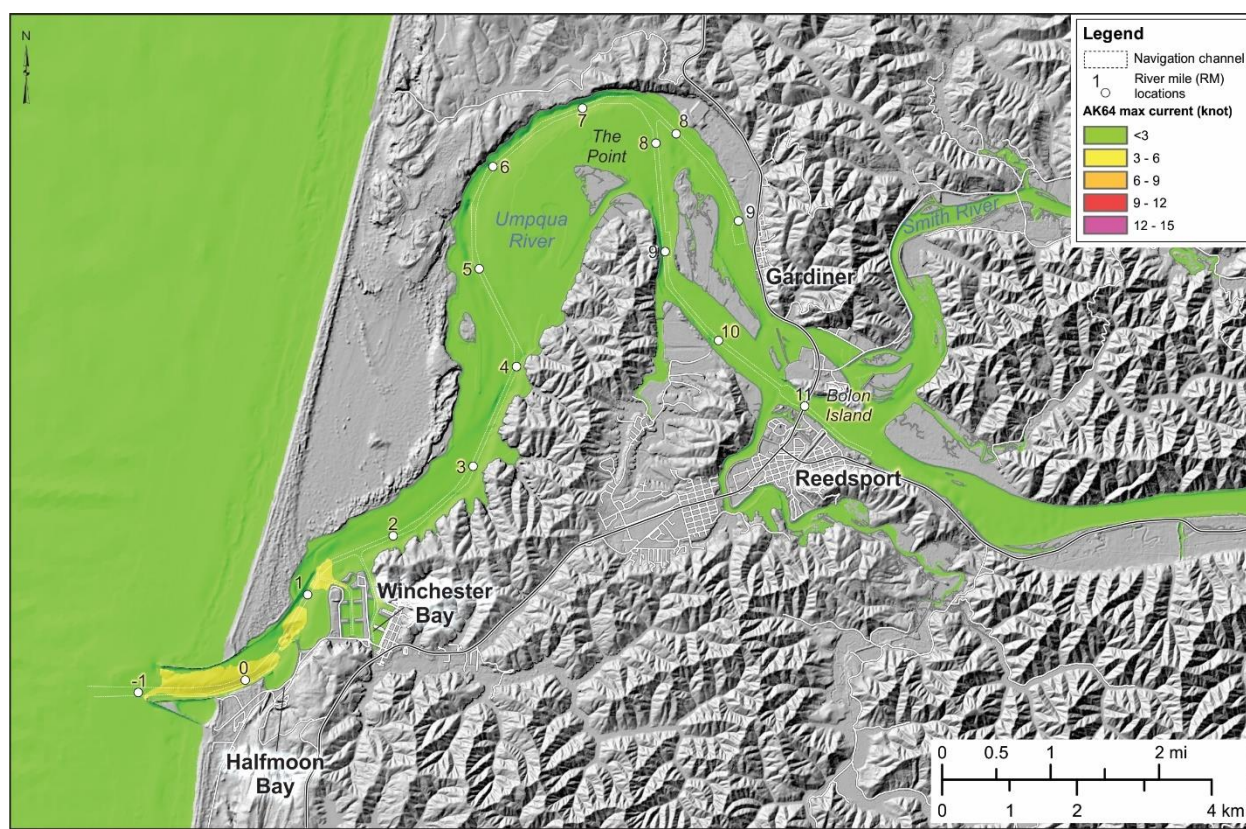 N
Legend
Navigation channel
1 River mile (RM)
locations
AK64 max current (knot)
<3
3 - 6
6 - 9
9 - 12
12 - 15
7
8
The
Point
8
6
Umpqua
River
9
Smith River
9
5
Gardiner
10
4
11
Bolon
Island
3
Reedsport
2
1
Winchester
Bay
0
-1
Halfmoon
Bay
0 0.5 1 2 mi
0 1 2 4 km